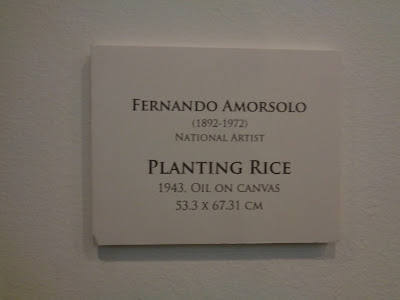 Fernando Amorsolo
(1892-1972)
National Artist
Planting Rice
1943, Oil on canvas
53.3 x 67.31 cm